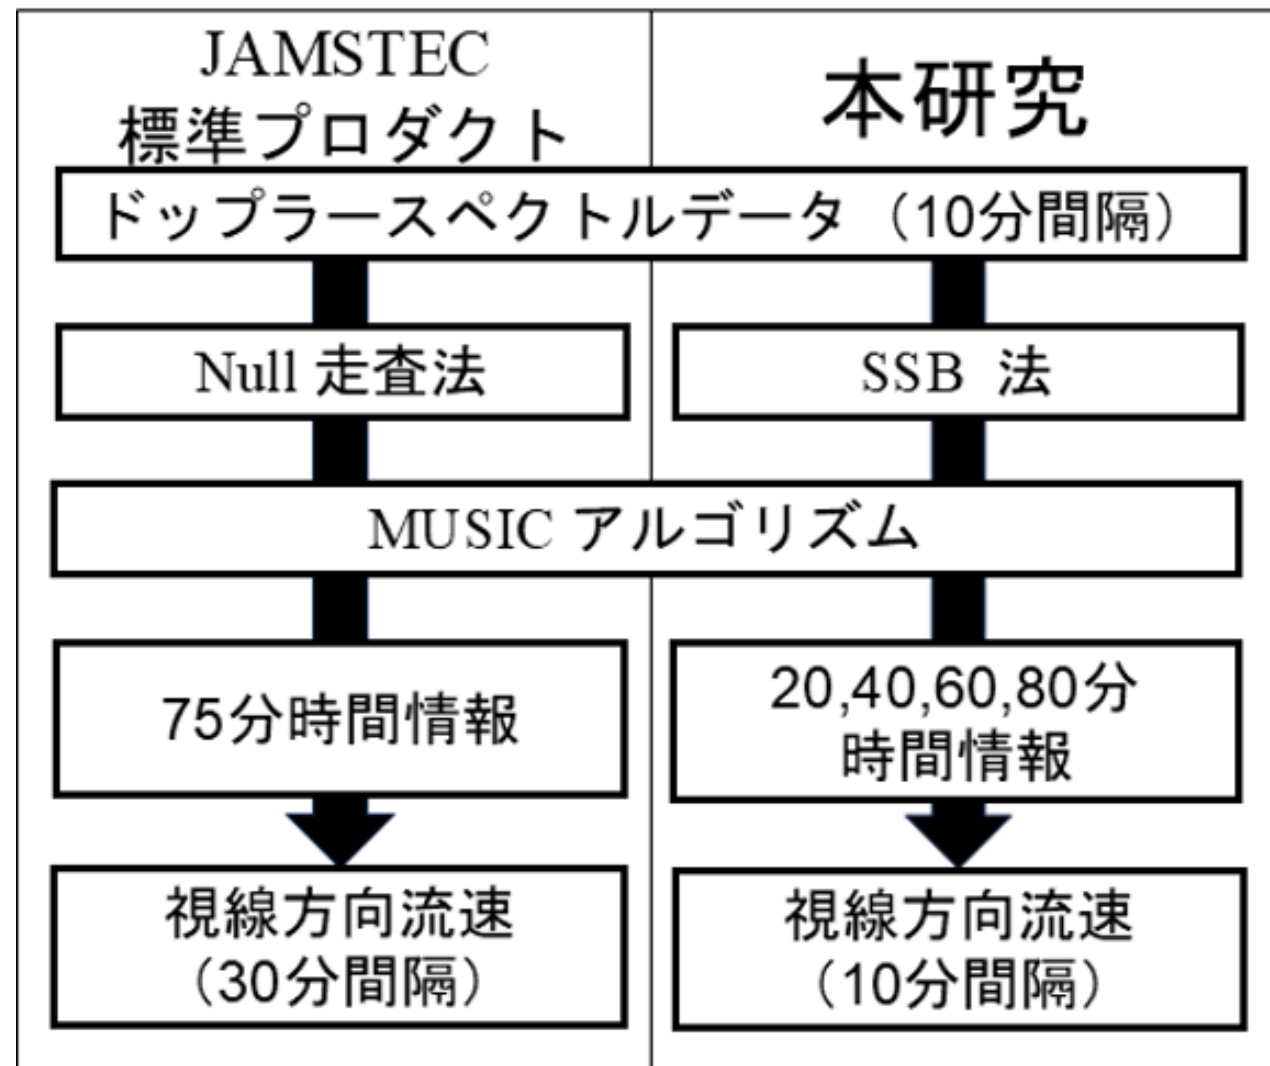 JAMSTEC
標準プロダクト
本研究
ドップラースペクトルデータ（10分間隔）
Null 走査法
SSB 法
MUSIC アルゴリズム
75分時間情報
20,40,60,80分
時間情報
視線方向流速
（30分間隔）
視線方向流速
（10分間隔）